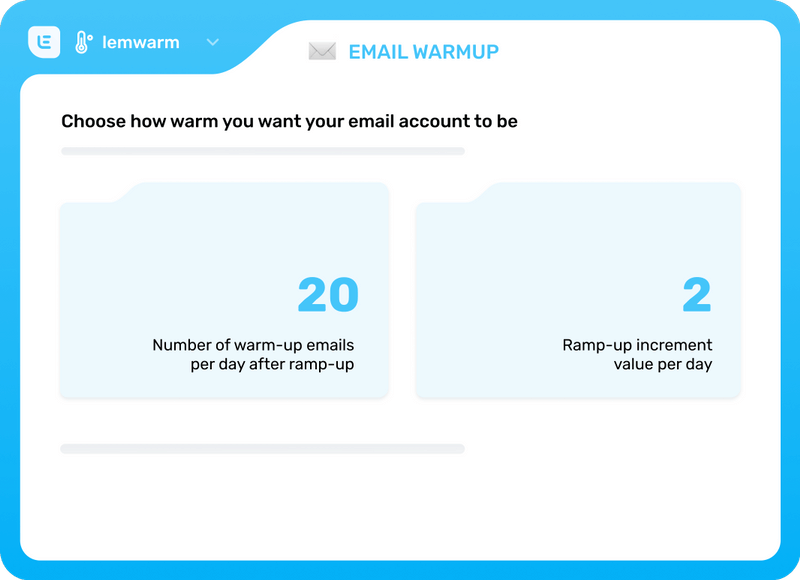 LE lemwarm
EMAIL WARMUP
Choose how warm you want your email account to be
20
Number of warm-up emails
per day after ramp-up
2
Ramp-up increment
value per day